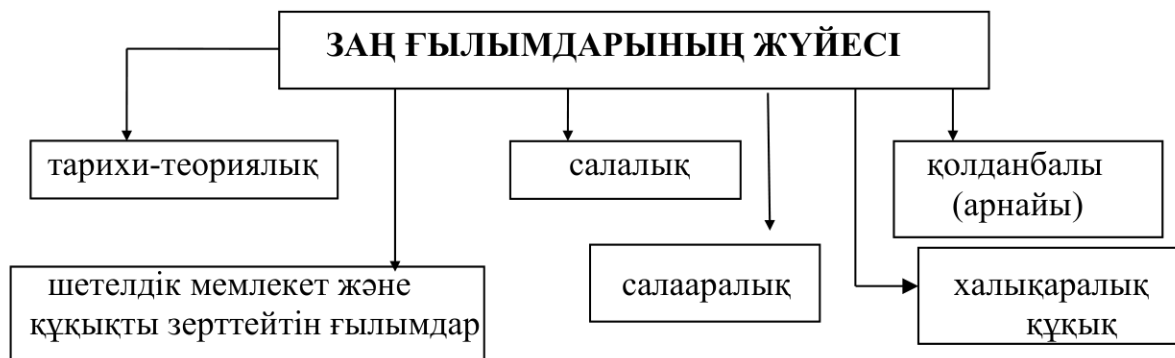 ЗАҢ ҒЫЛЫМДАРЫНЫҢ ЖҮЙЕСІ
тарихи-теориялық
салалық
қолданбалы
(арнайы)
шетелдік мемлекет және
құқықты зерттейтін ғылымдар
салааралық
халықаралық
құқық